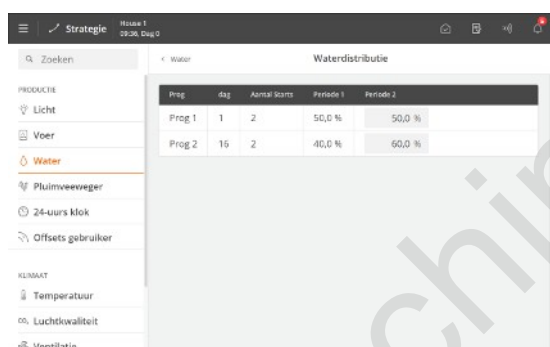 Strategie
House 1
09:36, Dag 0
Zoeken
Water
Waterdistributie
PRODUCTIE
Licht
Voer
Water
Pluimveeweger
24-uurs klok
Offsets gebruiker
KLIMAAT
Temperatuur
Luchtkwaliteit
Ventilatie
Prog dag Aantal Starts Periode 1 Periode 2
Prog 1 1 2 50,0 % 50,0 %
Prog 2 16 2 40,0 % 60,0 %